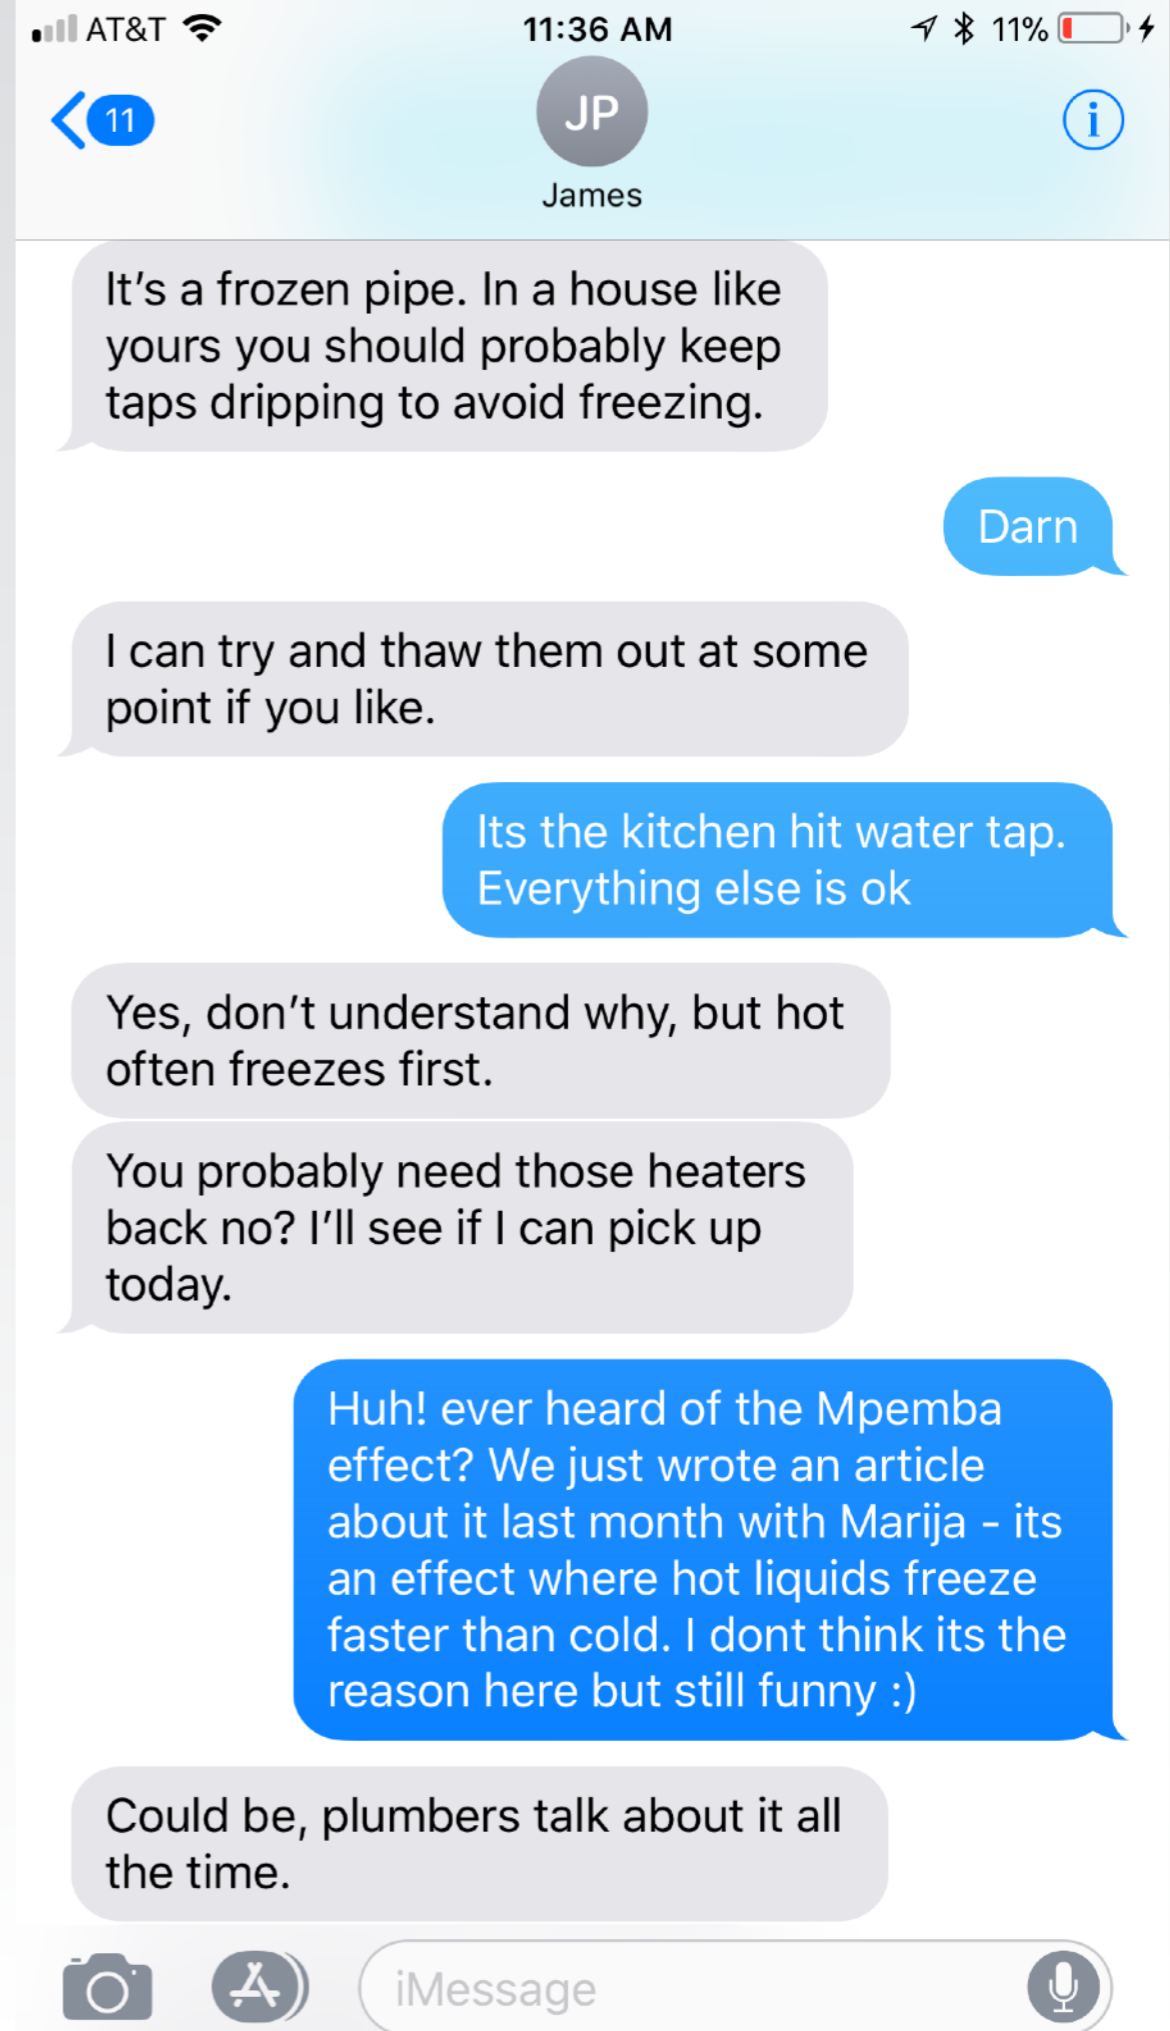 AT&T 11:36 AM 11%
11
JP
i
James
It’s a frozen pipe. In a house like
yours you should probably keep
taps dripping to avoid freezing.
Darn
I can try and thaw them out at some
point if you like.
Its the kitchen hit water tap.
Everything else is ok
Yes, don’t understand why, but hot
often freezes first.
You probably need those heaters
back no? I’ll see if I can pick up
today.
Huh! ever heard of the Mpemba
effect? We just wrote an article
about it last month with Marija - its
an effect where hot liquids freeze
faster than cold. I dont think its the
reason here but still funny :)
Could be, plumbers talk about it all
the time.
iMessage